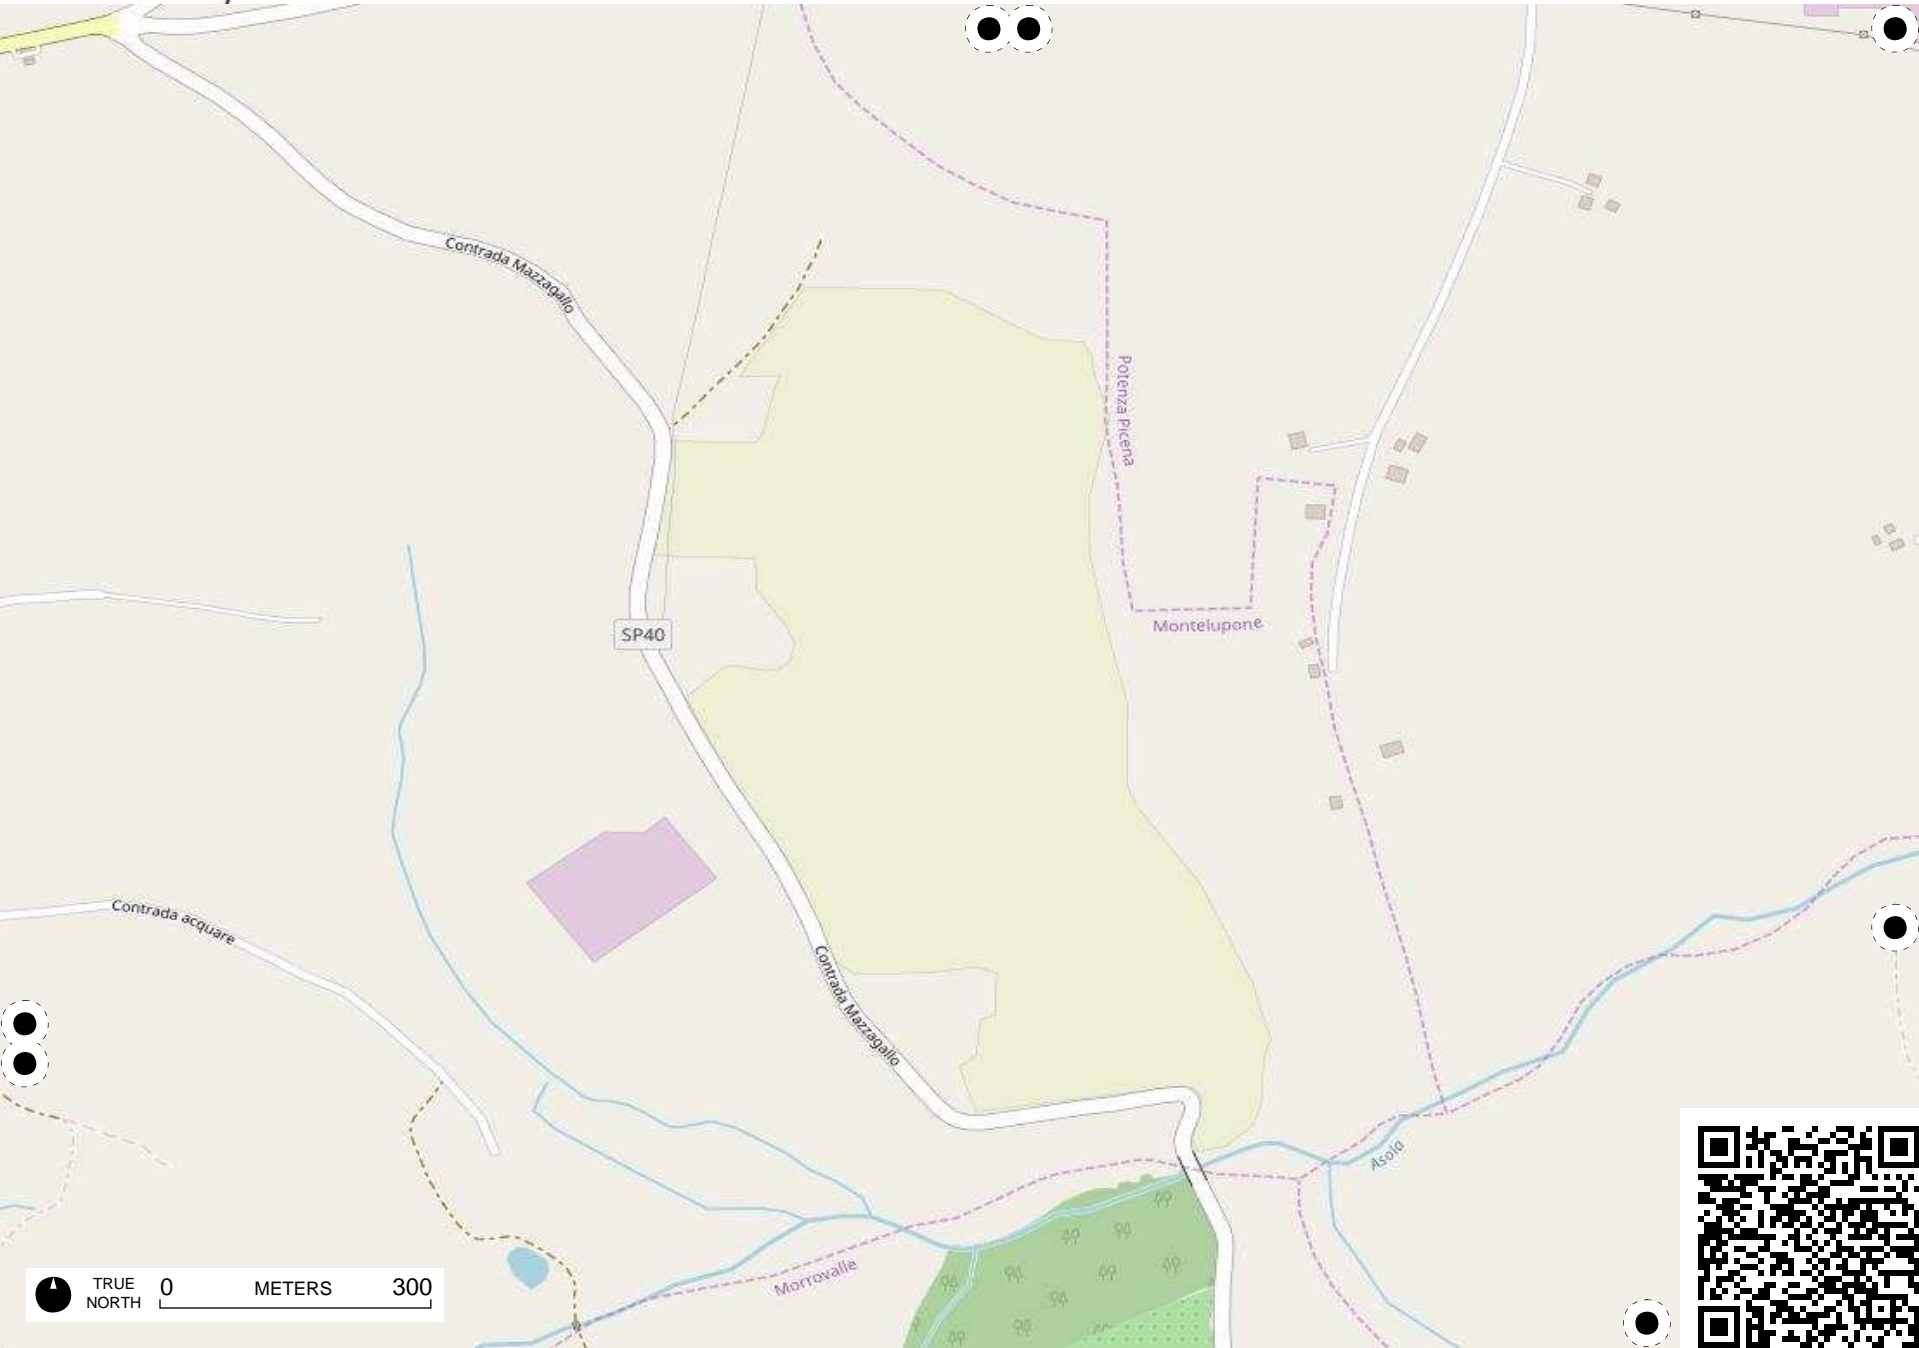 Contrada Mazzagallo
Potenza Picena
Montelupone
SP40
Contrada acquare
Contrada Mazzagallo
Asola
Morrovalle
TRUE
NORTH
0 METERS 300